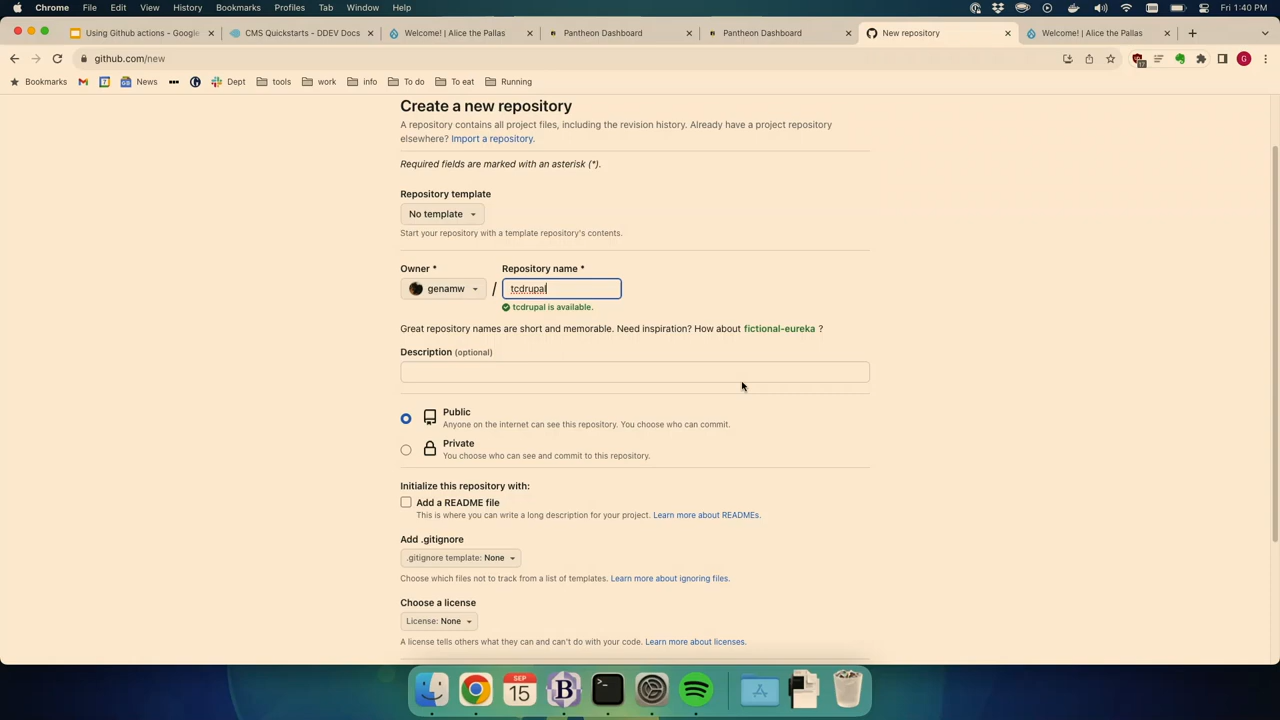 Chrome File Edit View History Bookmarks Profiles Tab Window Help Fri 1:40 PM
Using Github actions - Google CMS Quickstarts - DDEV Docs Welcome! | Alice the Pallas Pantheon Dashboard Pantheon Dashboard New repository Welcome! | Alice the Pallas
github.com/new G
Bookmarks News Dept tools work info To do To eat Running
Create a new repository
A repository contains all project files, including the revision history. Already have a project repository
elsewhere? Import a repository.
Required fields are marked with an asterisk (*).
Repository template
No template
Start your repository with a template repository's contents.
Owner * Repository name *
genamw / tcdrupal
tcdrupal is available.
Great repository names are short and memorable. Need inspiration? How about fictional-eureka ?
Description (optional)
Public
Anyone on the internet can see this repository. You choose who can commit.
Private
You choose who can see and commit to this repository.
Initialize this repository with:
Add a README file
This is where you can write a long description for your project. Learn more about READMEs.
Add .gitignore
.gitignore template: None
Choose which files not to track from a list of templates. Learn more about ignoring files.
Choose a license
License: None
A license tells others what they can and can't do with your code. Learn more about licenses.
SEP
15
B